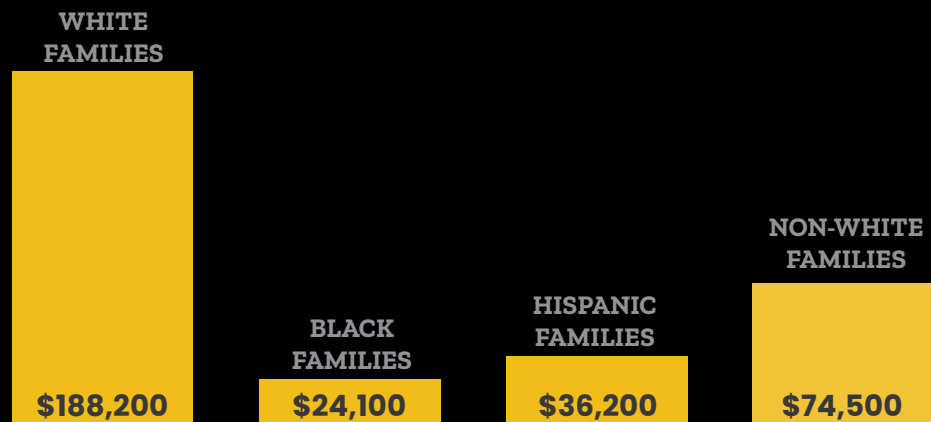 WHITE
FAMILIES
$188,200
BLACK
FAMILIES
$24,100
HISPANIC
FAMILIES
$36,200
NON-WHITE
FAMILIES
$74,500